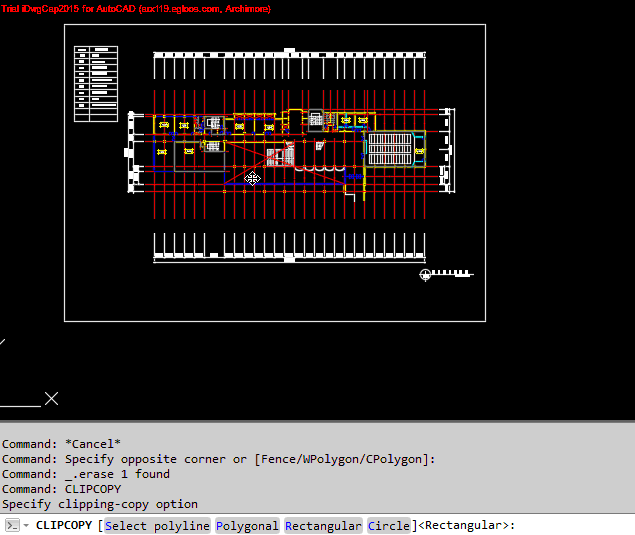 Trial iDwgCap2015 for AutoCAD (aux119.egloos.com, Archimore)
Command: *Cancel*
Command: Specify opposite corner or [Fence/WPolygon/CPolygon]:
Command: _.erase 1 found
Command: CLIPCOPY
Specify clipping-copy option
CLIPCOPY [Select polyline Polygonal Rectangular Circle]<Rectangular>: